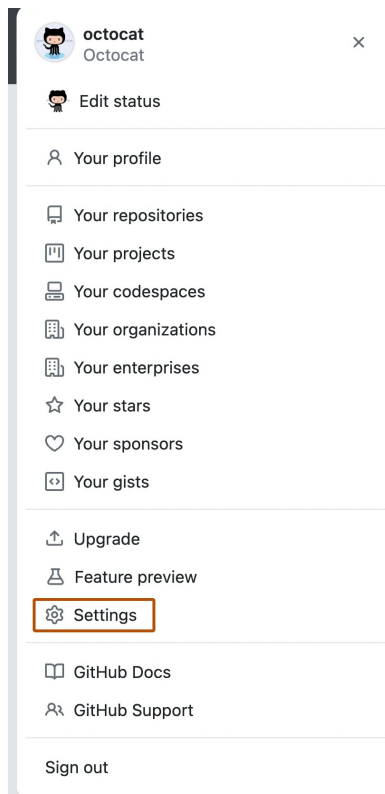 octocat
Octocat
Edit status
Your profile
Your repositories
Your projects
Your codespaces
Your organizations
Your enterprises
Your stars
Your sponsors
Your gists
Upgrade
Feature preview
Settings
GitHub Docs
GitHub Support
Sign out